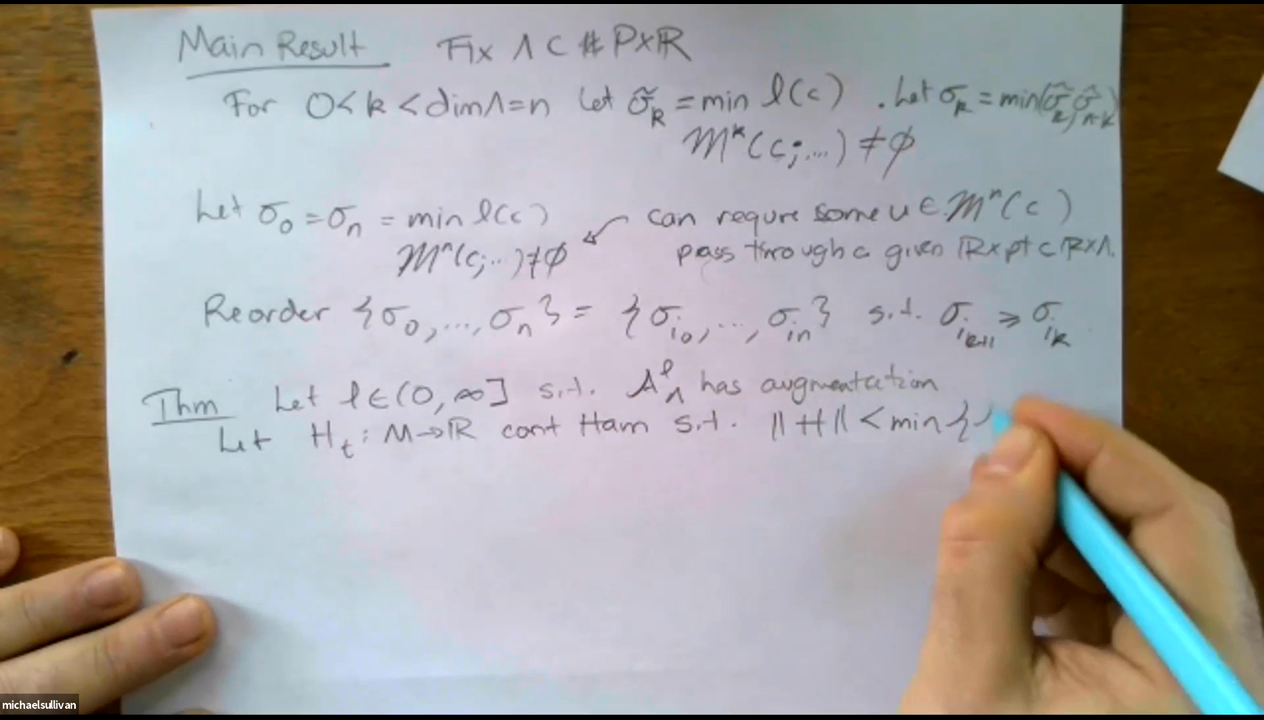 Main Result Fix Λ ⊂ # P×ℝ
For 0 < k < dim Λ = n Let σ̃_k = min l(c) . Let σ_k = min(σ̃_k, σ̃_{n-k})
𝓜^k(c;...) ≠ ∅
Let σ_0 = σ_n = min l(c) can requre some u ∈ 𝓜^n(c)
𝓜^n(c;..) ≠ ∅ pass through a given ℝ×pt ⊂ ℝ×Λ.
Reorder {σ_0,...,σ_n} = {σ_{i_0},...,σ_{i_n}} s.t. σ_{i_{k+1}} ≥ σ_{i_k}
Thm Let l ∈ (0, ∞] s.t. A^l_Λ has augmentation
Let H_t : M → ℝ cont Ham s.t. ||H|| < min {
michaelsullivan